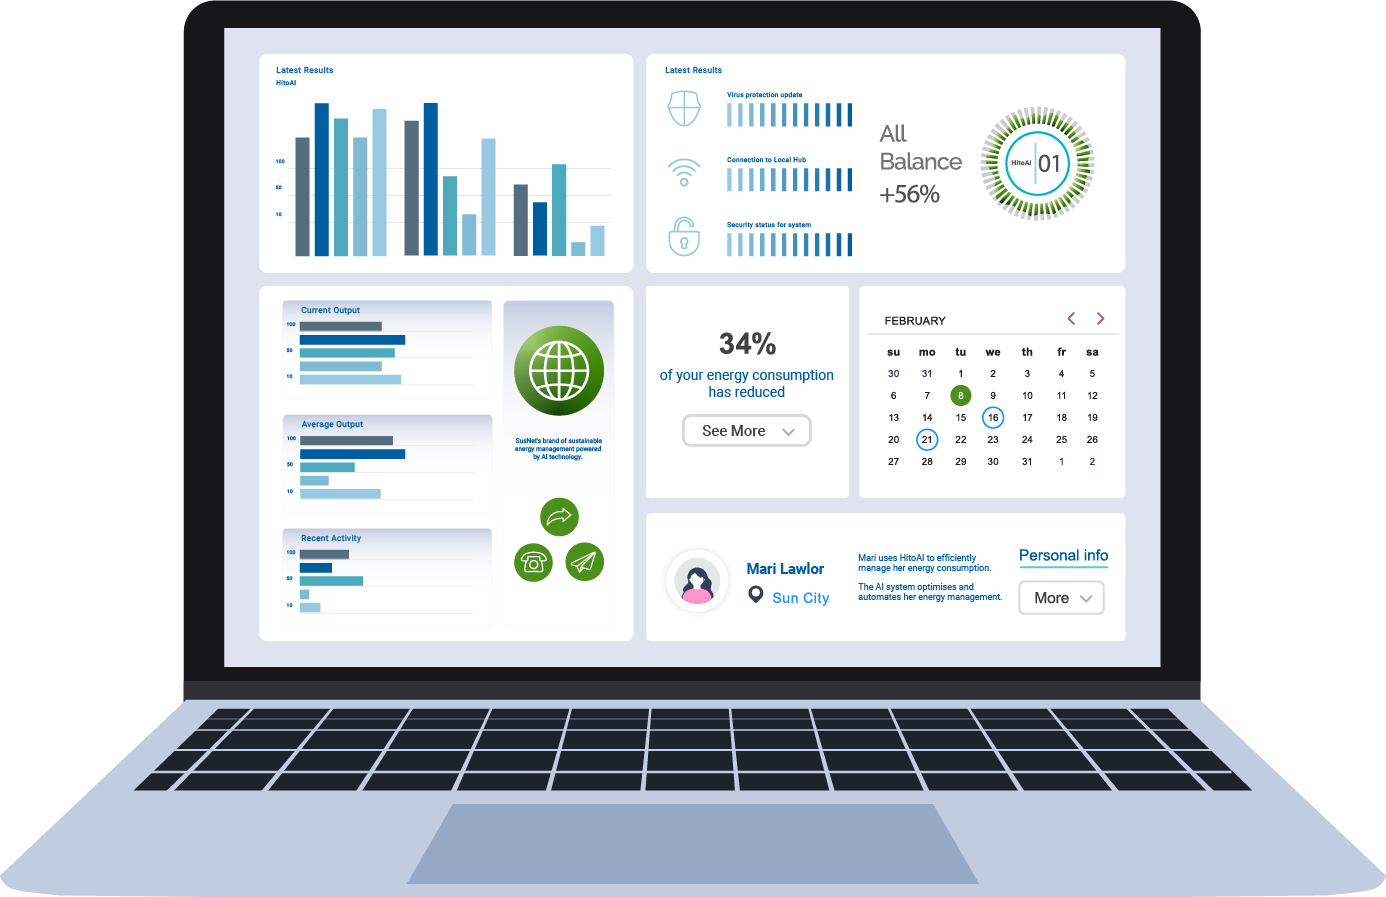 Latest Results
HitoAI
100
50
10
Latest Results
Virus protection update
Connection to Local Hub
Security status for system
All
Balance
+56%
HitoAI 01
Current Output
100
50
10
Average Output
100
50
10
Recent Activity
100
50
10
SusNet's brand of sustainable
energy management powered
by AI technology.
34%
of your energy consumption
has reduced
See More
FEBRUARY
su mo tu we th fr sa
30 31 1 2 3 4 5
6 7 8 9 10 11 12
13 14 15 16 17 18 19
20 21 22 23 24 25 26
27 28 29 30 31 1 2
Mari Lawlor
Sun City
Mari uses HitoAI to efficiently
manage her energy consumption.
The AI system optimises and
automates her energy management.
Personal info
More